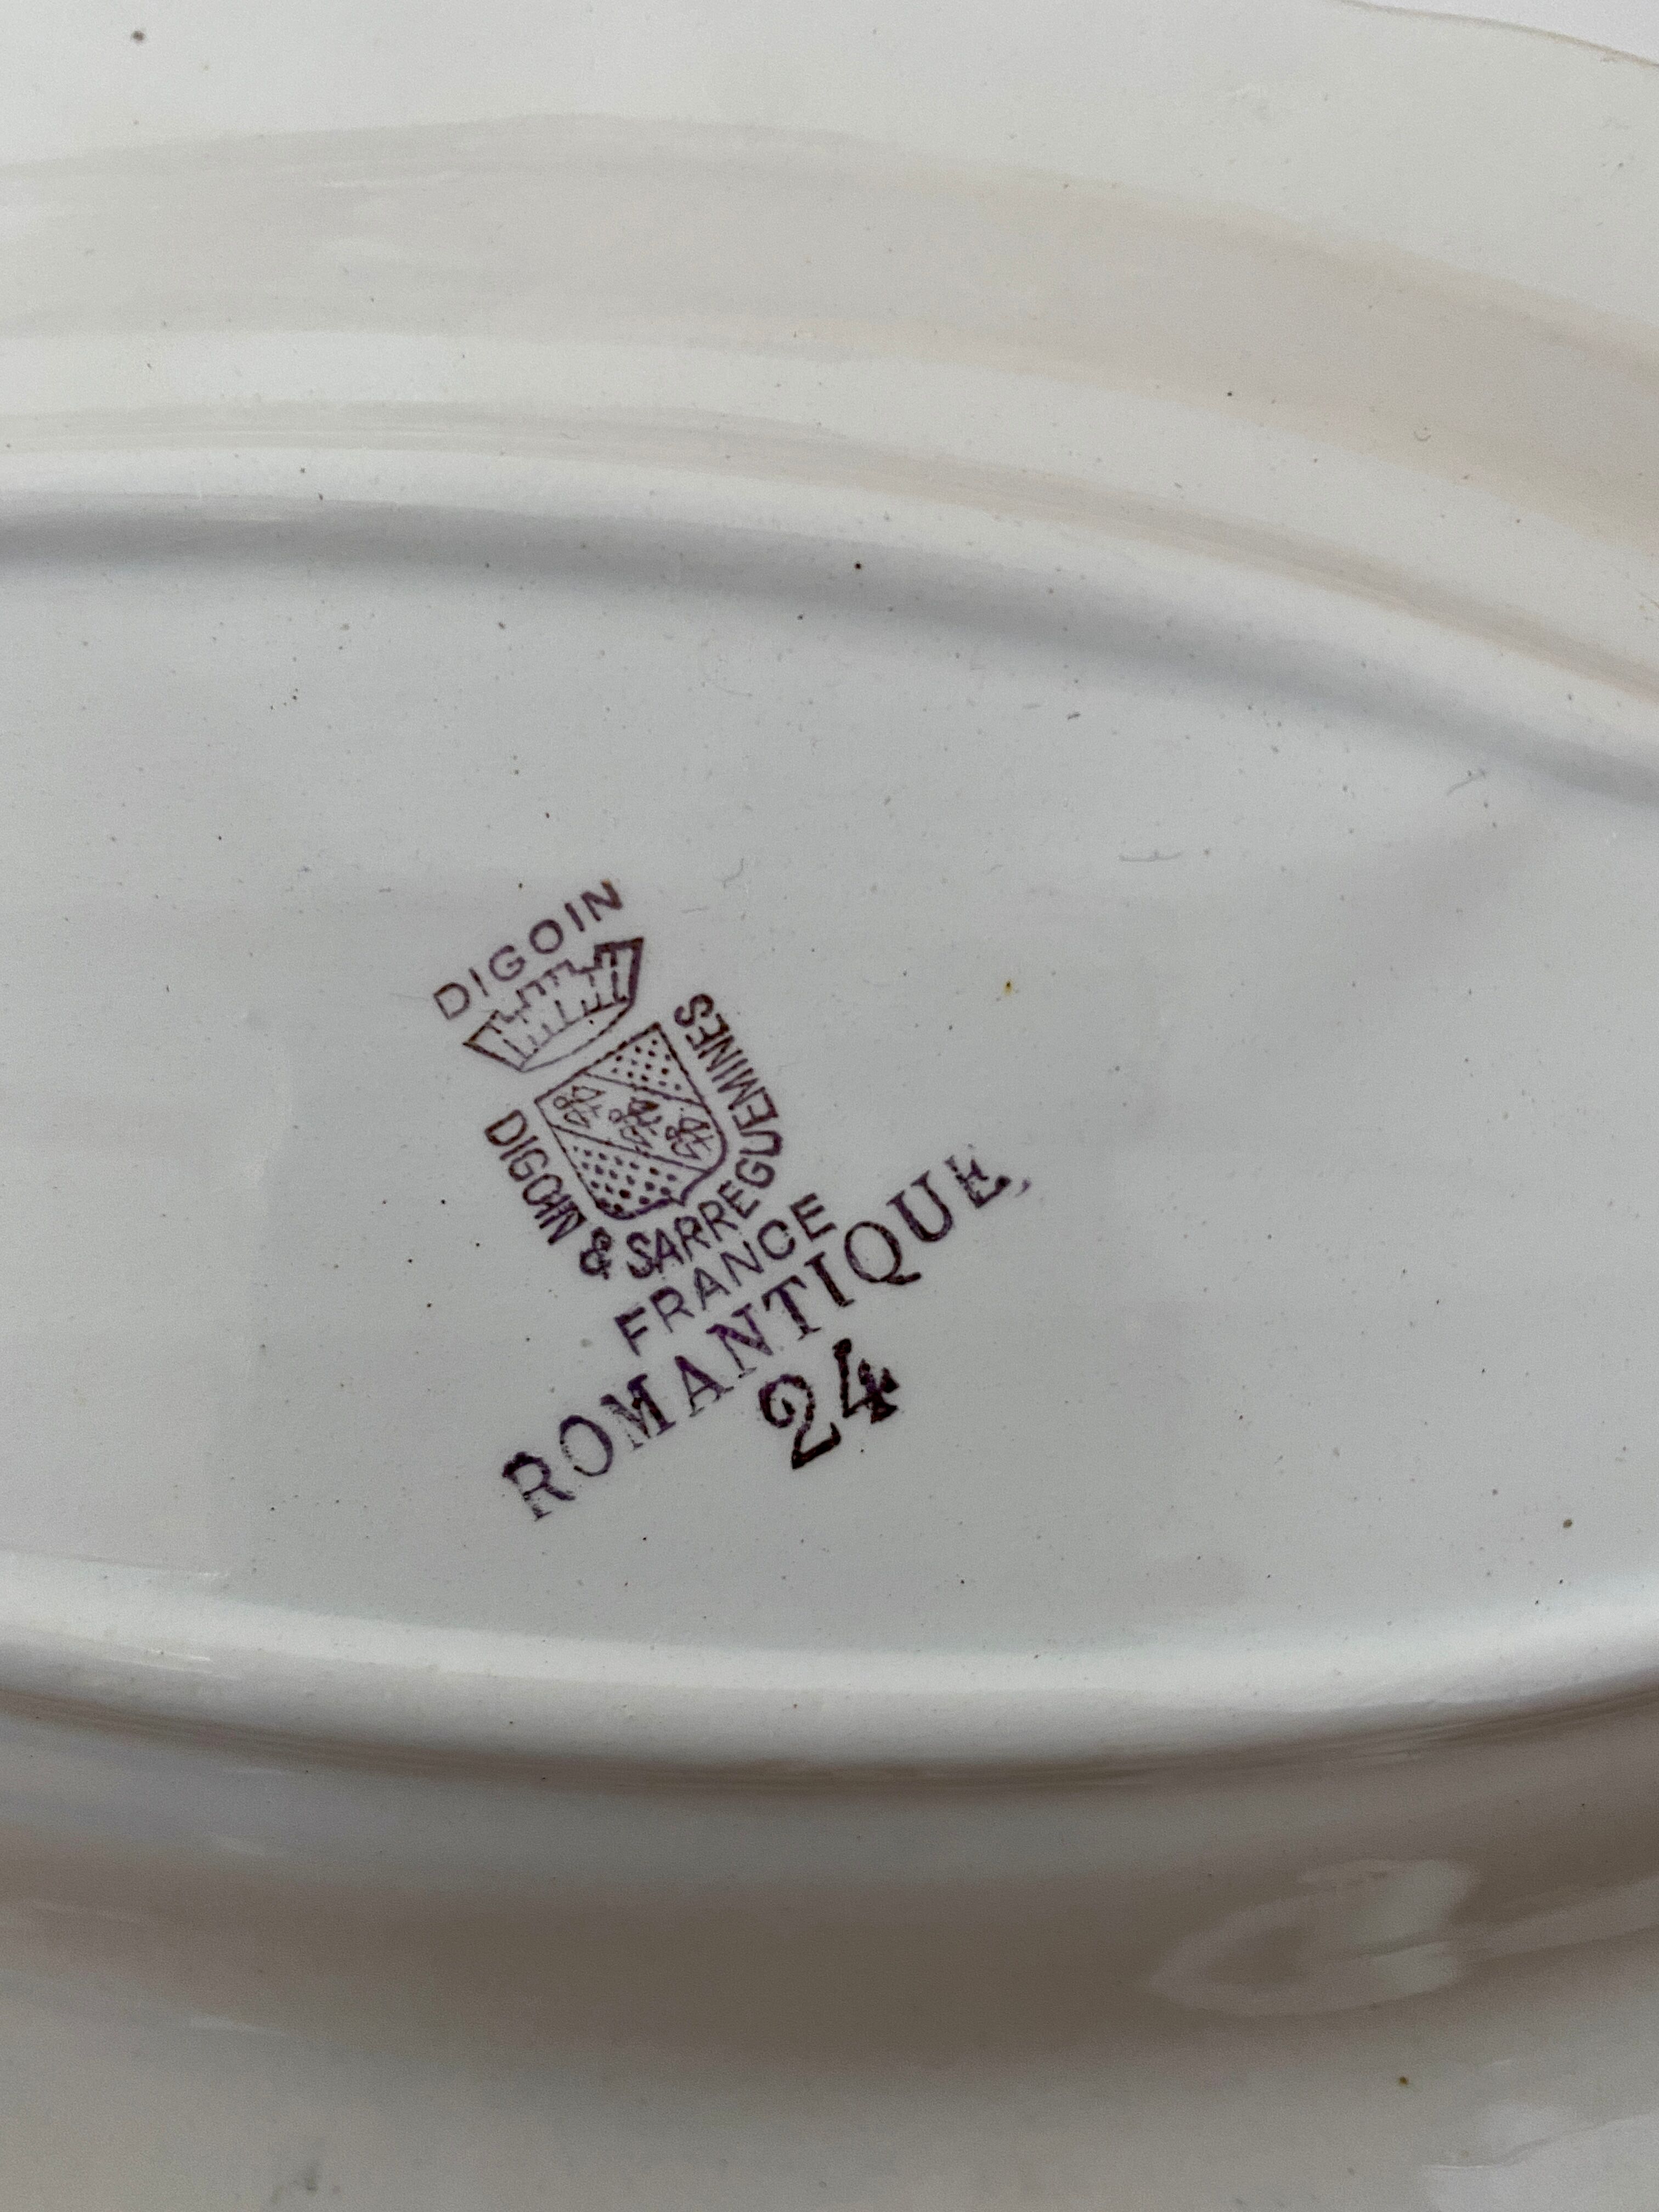 DIGOIN
DIGOIN & SARREGUEMINES
FRANCE
ROMANTIQUE
24